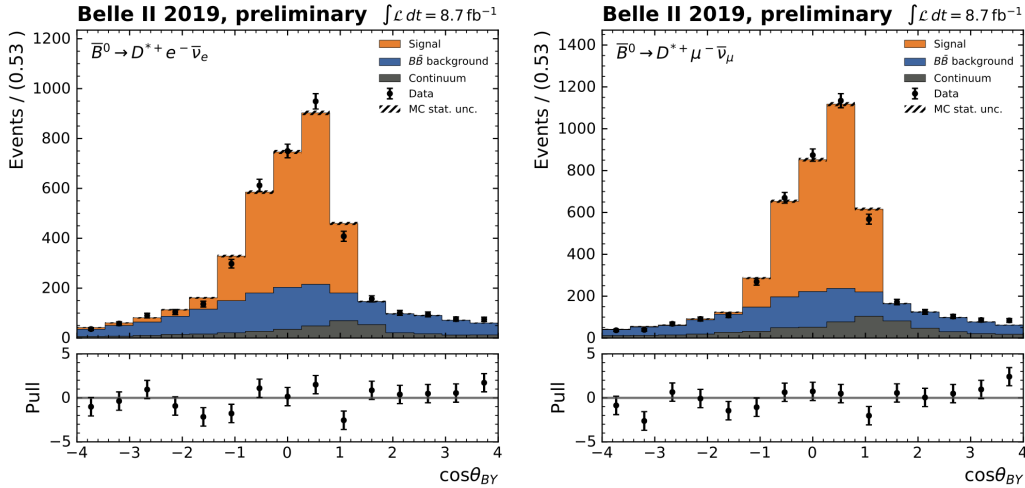 Belle II 2019, preliminary ∫ℒ dt = 8.7 fb⁻¹
B̅⁰ → D*⁺ e⁻ ν̅ₑ
Signal
BB̅ background
Continuum
Data
MC stat. unc.
Events / (0.53 )
1200
1000
800
600
400
200
0
Pull
5
0
−5
−4 −3 −2 −1 0 1 2 3 4
cosθ_BY
Belle II 2019, preliminary ∫ℒ dt = 8.7 fb⁻¹
B̅⁰ → D*⁺ μ⁻ ν̅_μ
Signal
BB̅ background
Continuum
Data
MC stat. unc.
Events / (0.53 )
1400
1200
1000
800
600
400
200
0
Pull
5
0
−5
−4 −3 −2 −1 0 1 2 3 4
cosθ_BY